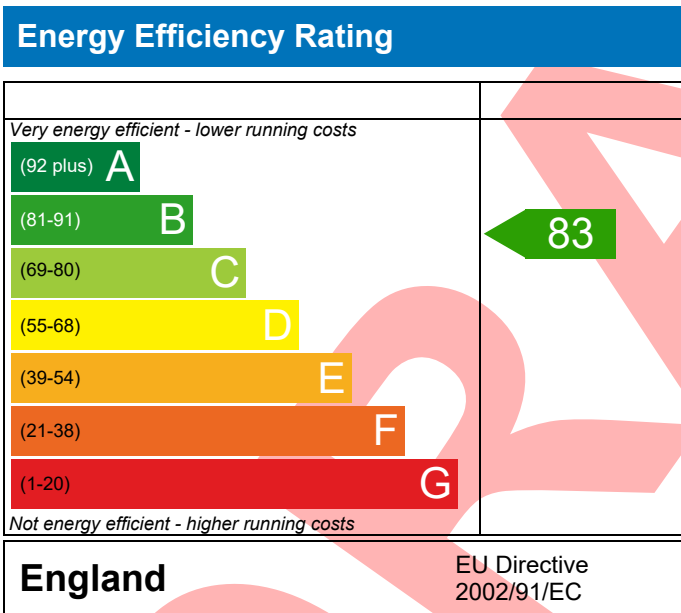 Energy Efficiency Rating
Very energy efficient - lower running costs
(92 plus) A
(81-91) B
83
(69-80) C
(55-68) D
(39-54) E
(21-38) F
(1-20) G
Not energy efficient - higher running costs
England
EU Directive
2002/91/EC